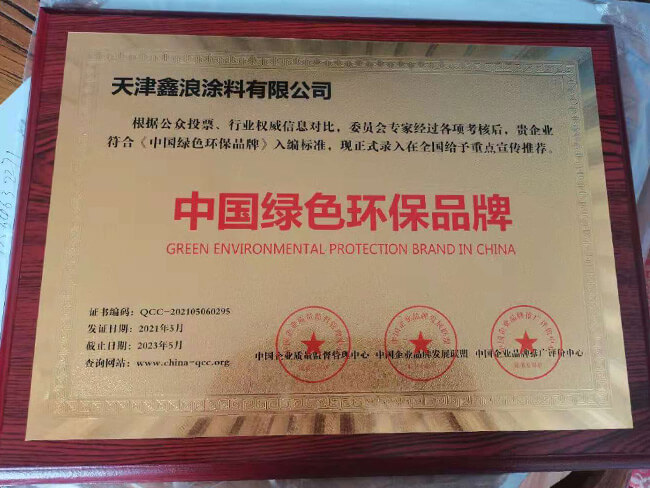 天津鑫浪涂料有限公司
根据公众投票、行业权威信息对比，委员会专家经过各项考核后，贵企业
符合《中国绿色环保品牌》入编标准，现正式录入在全国给予重点宣传推荐。
中国绿色环保品牌
GREEN ENVIRONMENTAL PROTECTION BRAND IN CHINA
证书编码：QCC-202105060295
发证日期：2021年3月
截止日期：2023年5月
查询网站：www.china-qcc.org
中国企业质量监督管理中心 中国企业品牌发展联盟 中国企业品牌推广评价中心